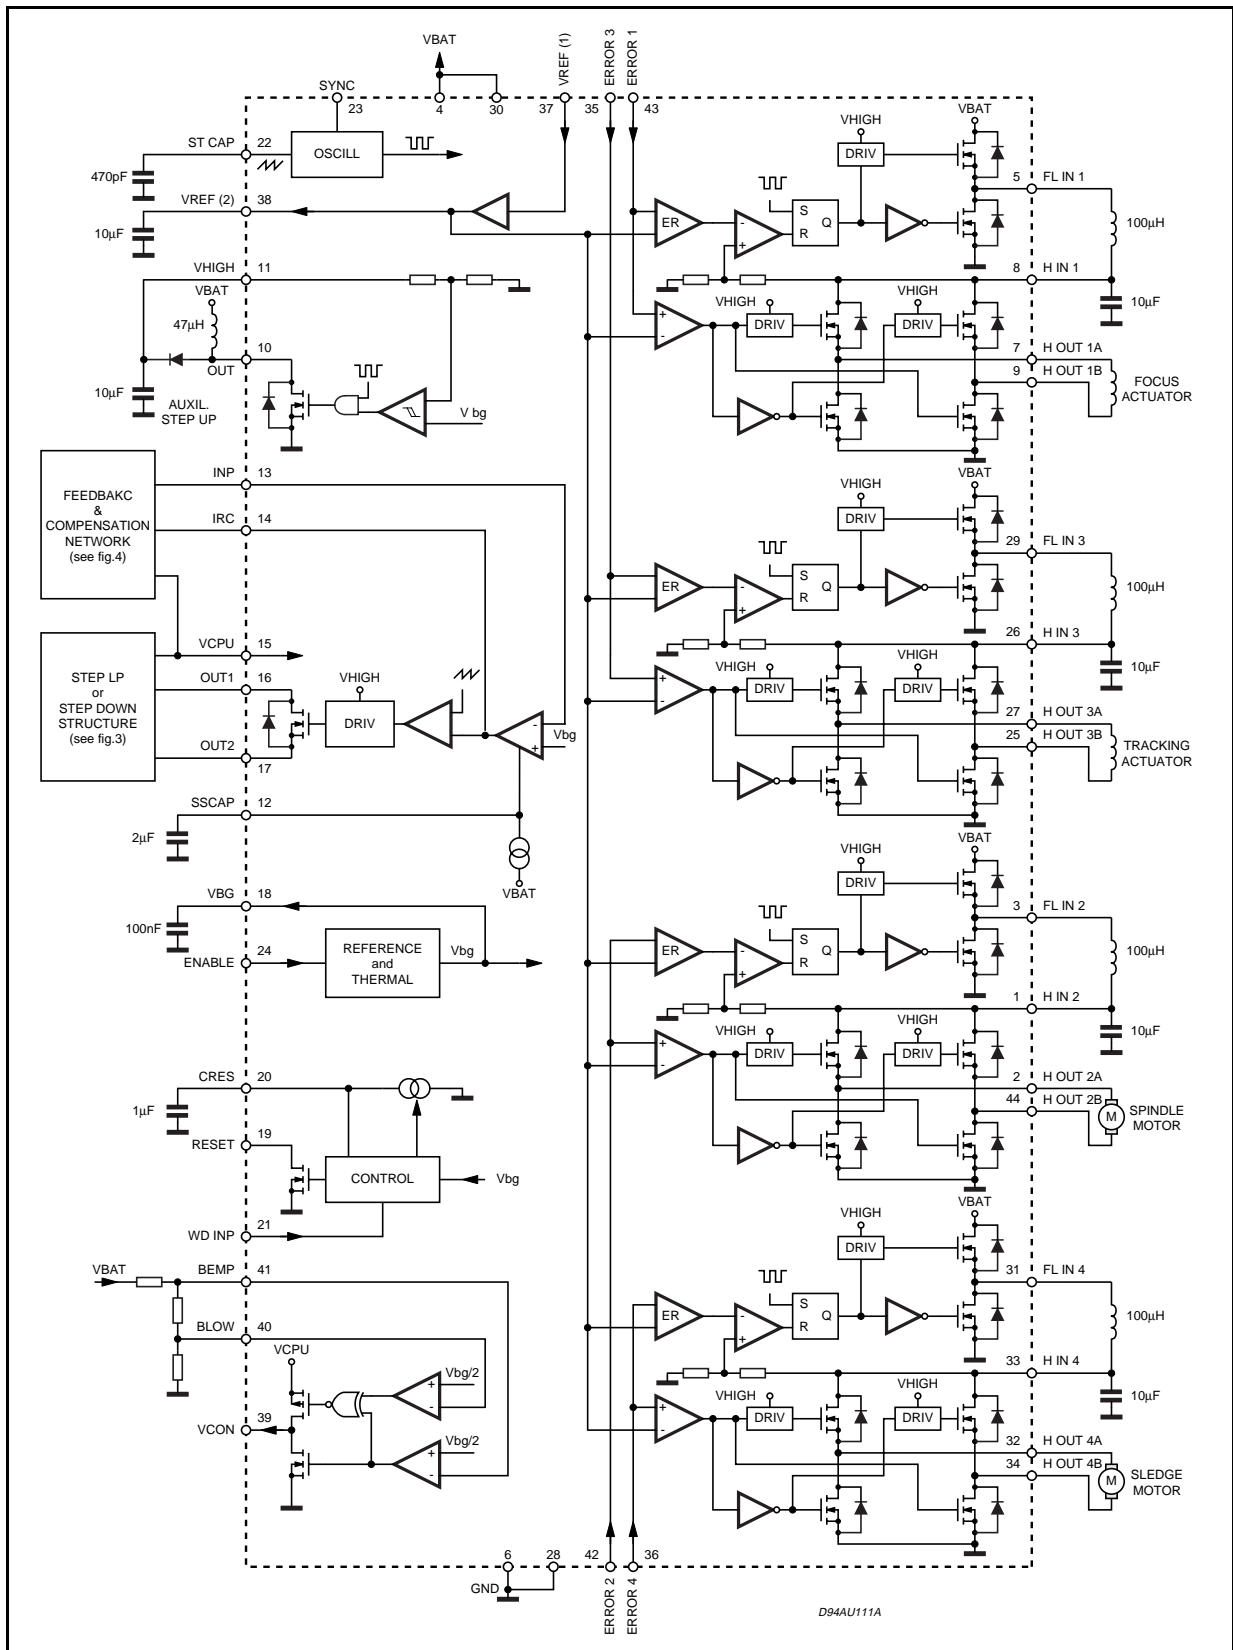 VBAT
VREF (1)
ERROR 3
ERROR 1
SYNC
23
4
30
37
35
43
ST CAP
22
OSCILL
470pF
VREF (2)
38
10µF
VHIGH
11
VBAT
47µH
10
OUT
10µF
AUXIL.
STEP UP
V bg
INP
13
FEEDBAKC
&
COMPENSATION
NETWORK
(see fig.4)
IRC
14
VCPU
15
STEP LP
or
STEP DOWN
STRUCTURE
(see fig.3)
OUT1
16
VHIGH
DRIV
-
+
Vbg
OUT2
17
SSCAP
12
2µF
VBAT
VBG
18
100nF
ENABLE
24
REFERENCE
and
THERMAL
Vbg
CRES
20
1µF
RESET
19
CONTROL
Vbg
WD INP
21
VBAT
BEMP
41
BLOW
40
VCPU
+
-
Vbg/2
VCON
39
+
-
Vbg/2
6
28
42
36
GND
ERROR 2
ERROR 4
VBAT
VHIGH
DRIV
5
FL IN 1
ER
-
+
S
R
Q
100µH
8
H IN 1
10µF
+
-
VHIGH
DRIV
VHIGH
DRIV
7
H OUT 1A
9
H OUT 1B
FOCUS
ACTUATOR
VBAT
VHIGH
DRIV
29
FL IN 3
ER
-
+
S
R
Q
100µH
26
H IN 3
10µF
+
-
VHIGH
DRIV
VHIGH
DRIV
27
H OUT 3A
25
H OUT 3B
TRACKING
ACTUATOR
VBAT
VHIGH
DRIV
3
FL IN 2
ER
-
+
S
R
Q
100µH
1
H IN 2
10µF
+
-
VHIGH
DRIV
VHIGH
DRIV
2
H OUT 2A
44
H OUT 2B
M
SPINDLE
MOTOR
VBAT
VHIGH
DRIV
31
FL IN 4
ER
-
+
S
R
Q
100µH
33
H IN 4
10µF
+
-
VHIGH
DRIV
VHIGH
DRIV
32
H OUT 4A
34
H OUT 4B
M
SLEDGE
MOTOR
D94AU111A